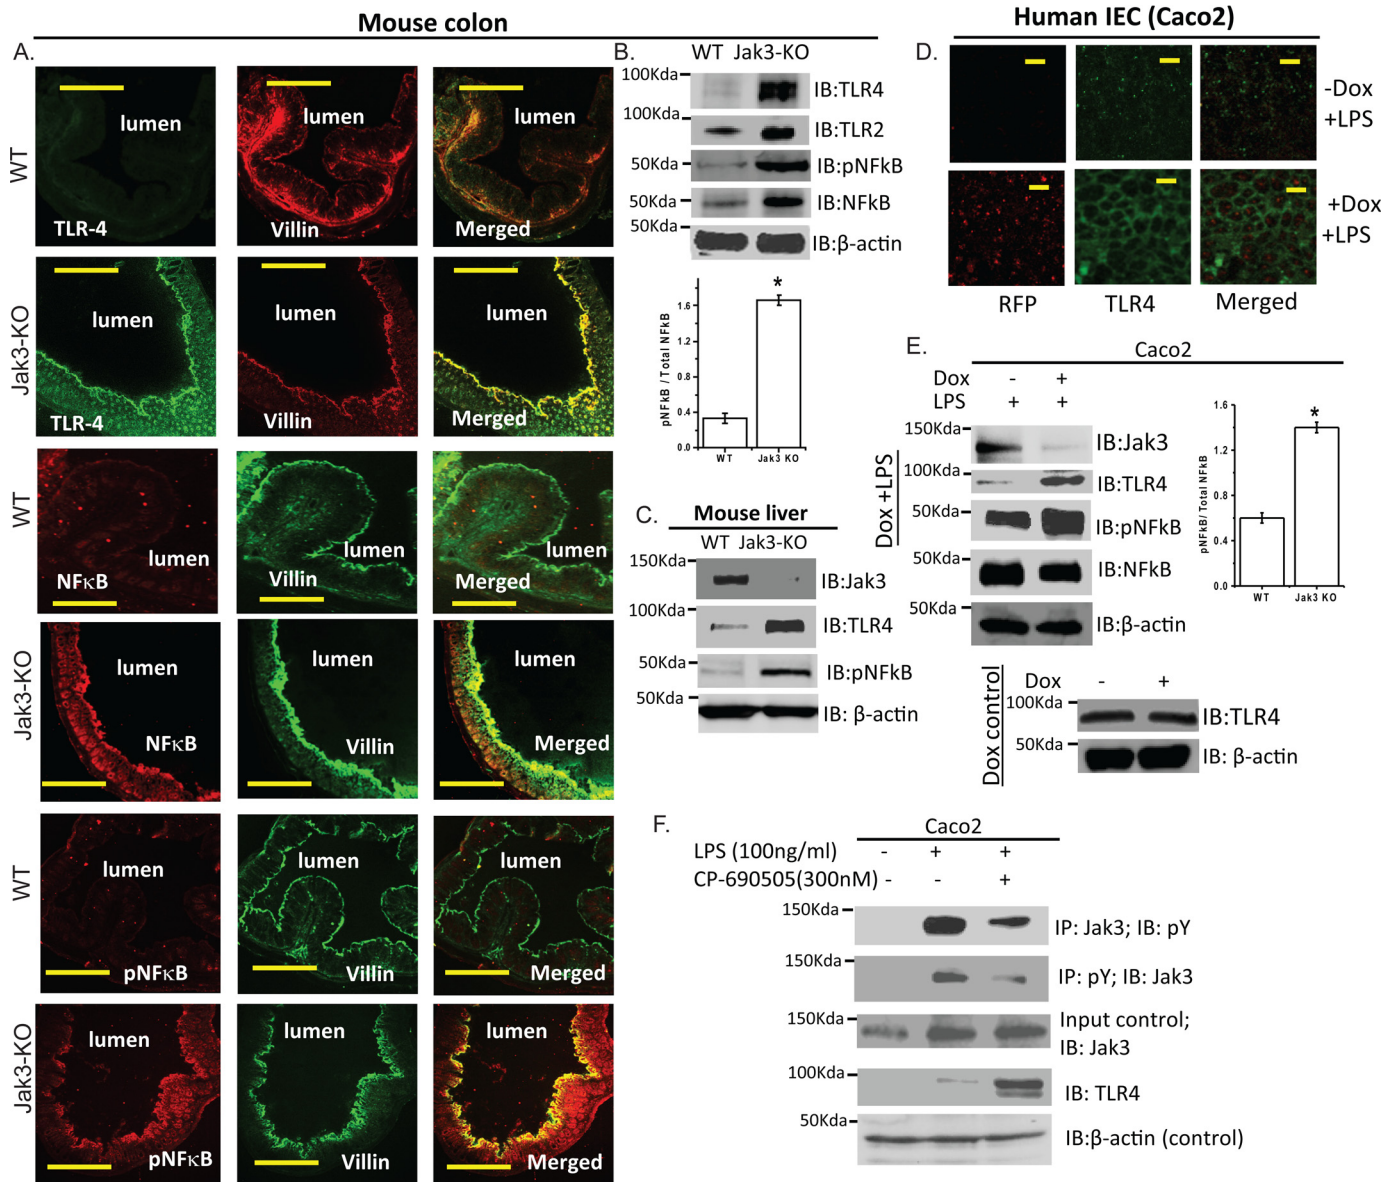 Mouse colon
A.
WT
lumen
lumen
lumen
TLR-4
Villin
Merged
Jak3-KO
lumen
lumen
lumen
TLR-4
Villin
Merged
WT
lumen
lumen
lumen
NFκB
Villin
Merged
Jak3-KO
lumen
lumen
lumen
NFκB
Villin
Merged
WT
lumen
lumen
lumen
pNFκB
Villin
Merged
Jak3-KO
lumen
lumen
lumen
pNFκB
Villin
Merged
B.
WT Jak3-KO
100Kda
IB:TLR4
100Kda
IB:TLR2
50Kda
IB:pNFkB
50Kda
IB:NFkB
50Kda
IB:β-actin
pNFkB / Total NFkB
1.6
1.2
0.8
0.4
0.0
*
WT
Jak3 KO
C.
Mouse liver
WT Jak3-KO
150Kda
IB:Jak3
100Kda
IB:TLR4
50Kda
IB:pNFkB
50Kda
IB: β-actin
Human IEC (Caco2)
D.
-Dox
+LPS
+Dox
+LPS
RFP
TLR4
Merged
E.
Caco2
Dox - +
LPS + +
Dox +LPS
150Kda
IB:Jak3
100Kda
IB:TLR4
50Kda
IB:pNFkB
50Kda
IB:NFkB
50Kda
IB:β-actin
pNFkB/ Total NFkB
1.6
1.2
0.8
0.4
0.0
*
WT
Jak3 KO
Dox control
Dox - +
100Kda
IB:TLR4
50Kda
IB: β-actin
F.
Caco2
LPS (100ng/ml) - + +
CP-690505(300nM) - - +
150Kda
IP: Jak3; IB: pY
150Kda
IP: pY; IB: Jak3
150Kda
Input control;
IB: Jak3
100Kda
IB: TLR4
50Kda
IB:β-actin (control)